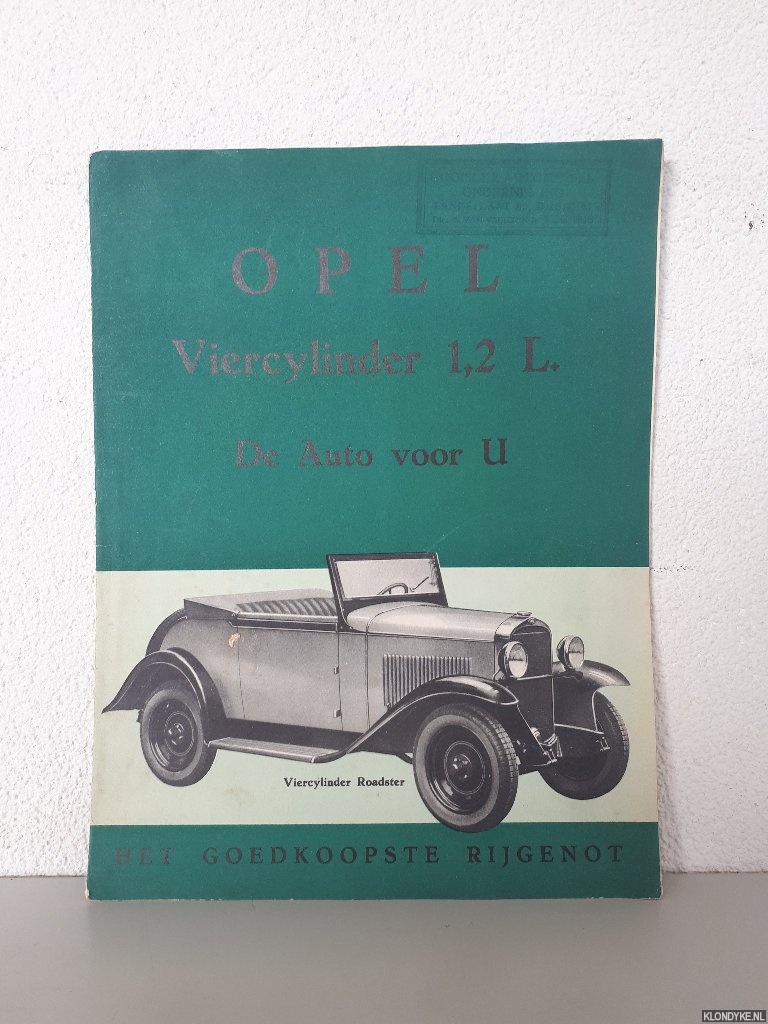 OPEL
Viercylinder 1,2 L.
De Auto voor U
Viercylinder Roadster
HET GOEDKOOPSTE RIJGENOT
KLONDYKE.NL